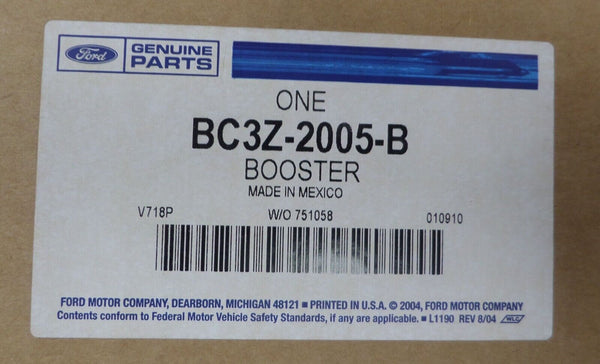 Ford GENUINE
PARTS
ONE
BC3Z-2005-B
BOOSTER
MADE IN MEXICO
V718P W/O 751058 010910
FORD MOTOR COMPANY, DEARBORN, MICHIGAN 48121 ■ PRINTED IN U.S.A. © 2004, FORD MOTOR COMPANY
Contents conform to Federal Motor Vehicle Safety Standards, if any are applicable. ■ L1190 REV 8/04 WLC